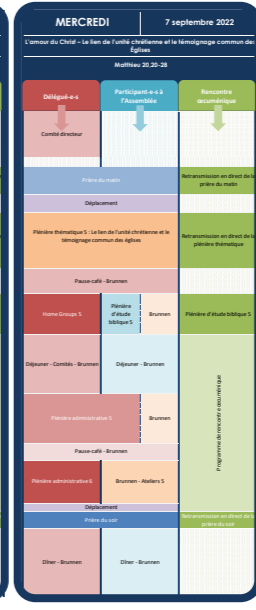 MERCREDI
7 septembre 2022
L'amour du Christ – Le lien de l'unité chrétienne et le témoignage commun des
Églises
Matthieu 20,20-28
Délégué-e-s
Participant-e-s à
l'Assemblée
Rencontre
œcuménique
Comité directeur
Prière du matin
Retransmission en direct de la
prière du matin
Déplacement
Plénière thématique 5 : Le lien de l'unité chrétienne et le
témoignage commun des églises
Retransmission en direct de la
plénière thématique
Pause-café - Brunnen
Home Groups 5
Plénière
d'étude
biblique 5
Brunnen
Plénière d'étude biblique 5
Déjeuner - Comités - Brunnen
Déjeuner - Brunnen
Programme de rencontre œcuménique
Plénière administrative 5
Brunnen
Pause-café - Brunnen
Plénière administrative 6
Brunnen - Ateliers 5
Déplacement
Prière du soir
Retransmission en direct de la
prière du soir
Dîner - Brunnen
Dîner - Brunnen